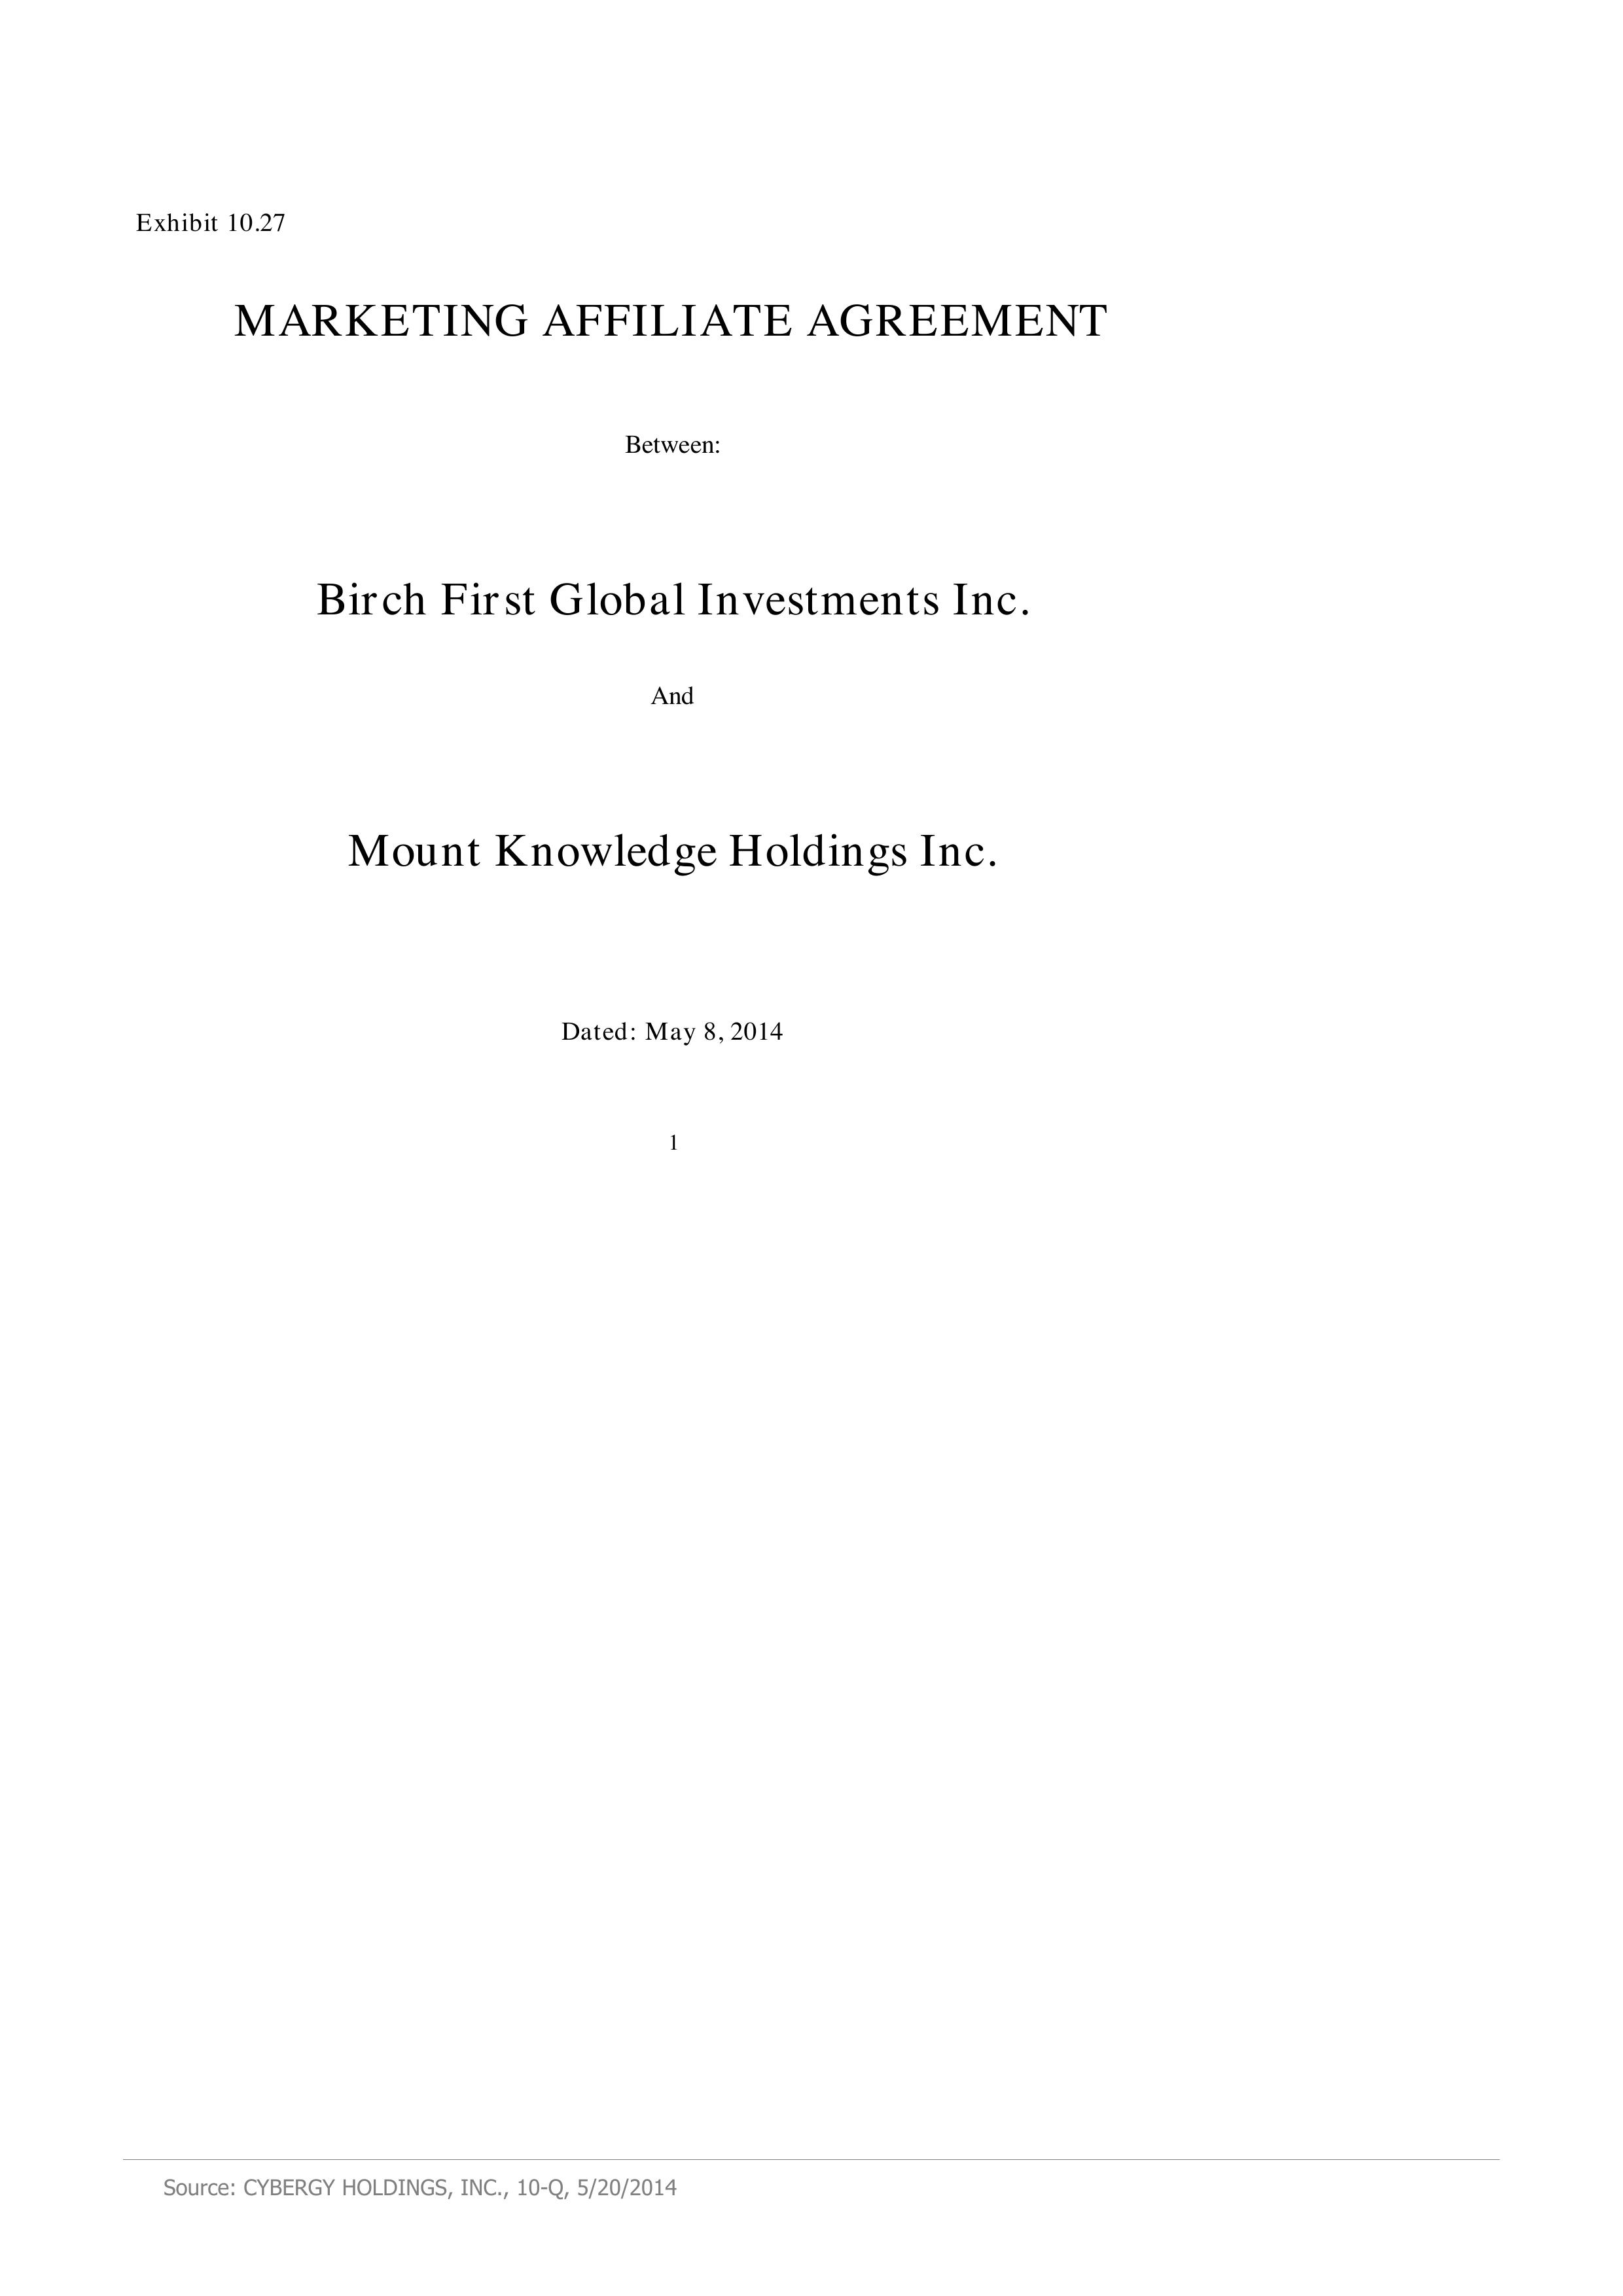 Exhibit 10.27
MARKETING AFFILIATE AGREEMENT
Between:
Birch First Global Investments Inc.
And
Mount Knowledge Holdings Inc.
Dated: May 8, 2014
1
Source: CYBERGY HOLDINGS, INC., 10-Q, 5/20/2014